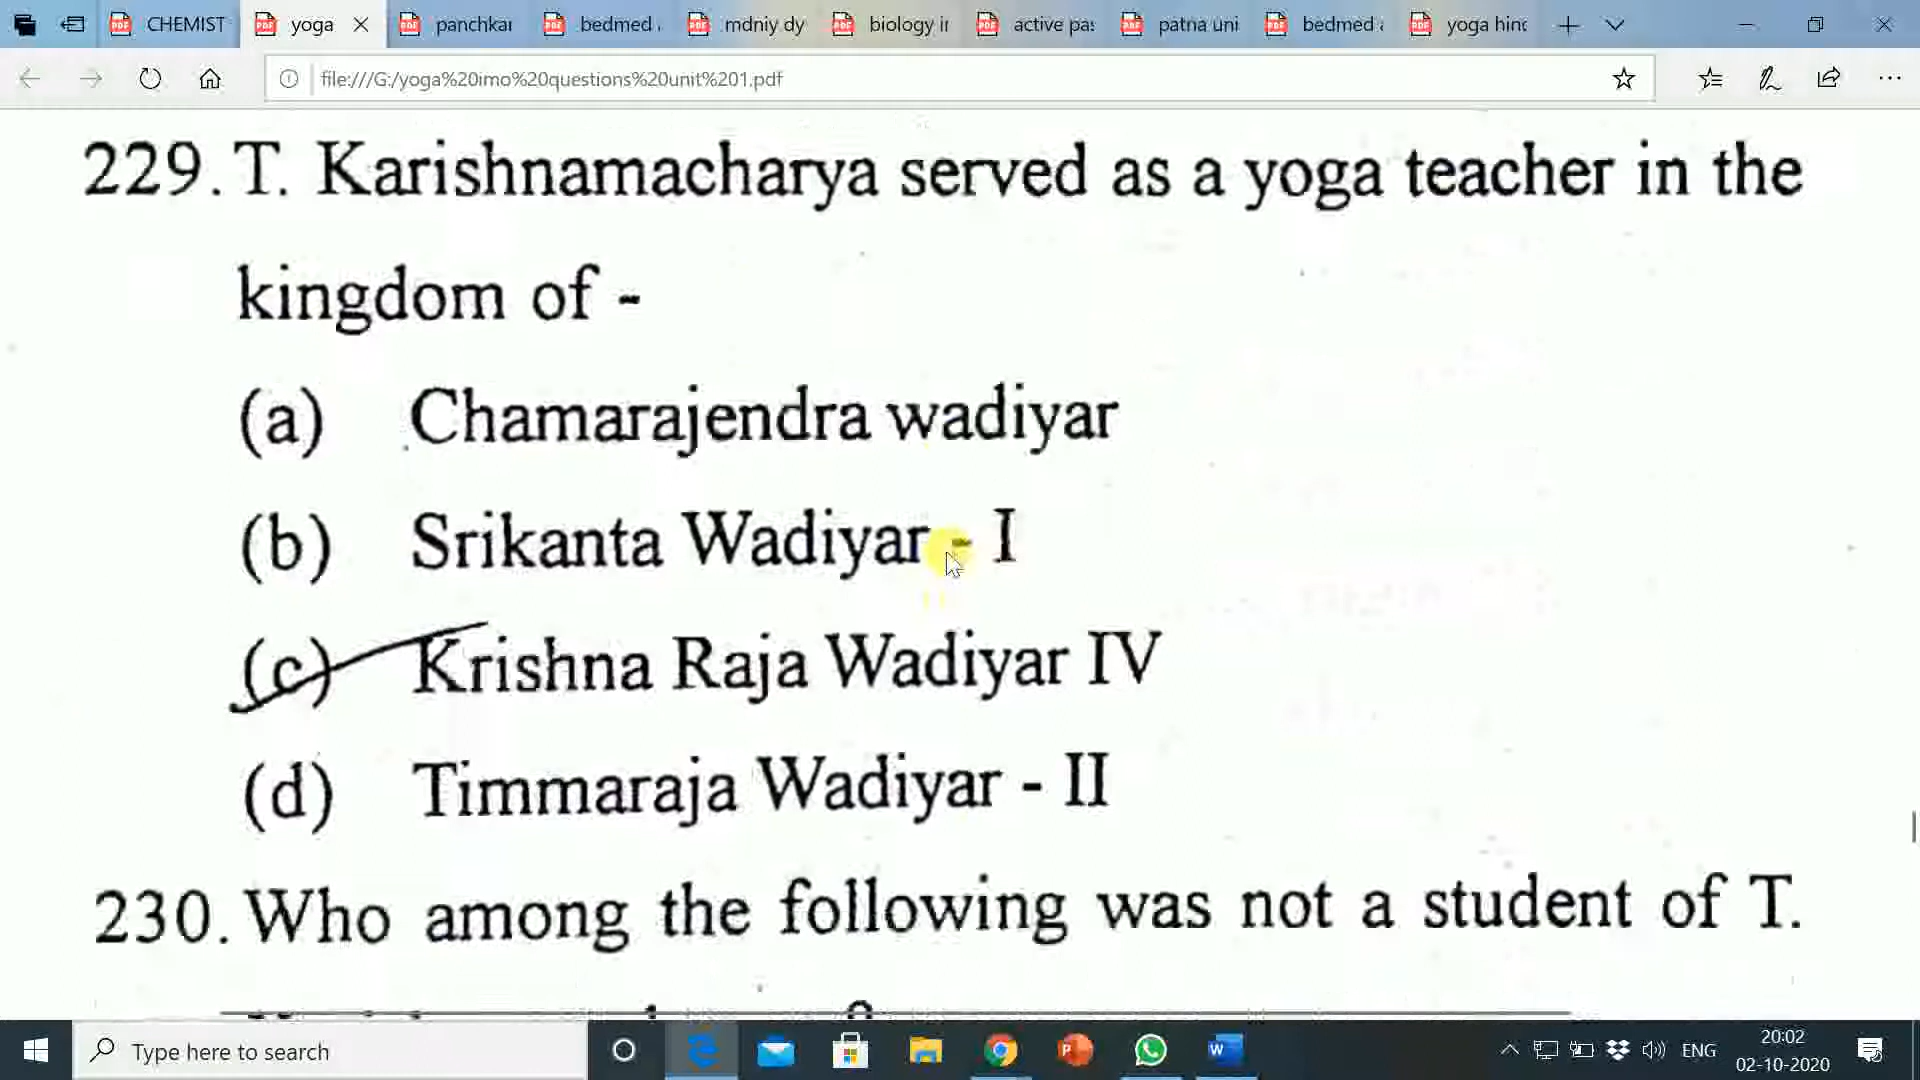 CHEMIST
yoga
panchkar
bedmed
mdniy dy
biology ir
active pas
patna uni
bedmed a
yoga hind
file:///G:/yoga%20imo%20questions%20unit%201.pdf
229. T. Karishnamacharya served as a yoga teacher in the
kingdom of -
(a) Chamarajendra wadiyar
(b) Srikanta Wadiyar - I
(c) Krishna Raja Wadiyar IV
(d) Timmaraja Wadiyar - II
230. Who among the following was not a student of T.
Type here to search
ENG
20:02
02-10-2020